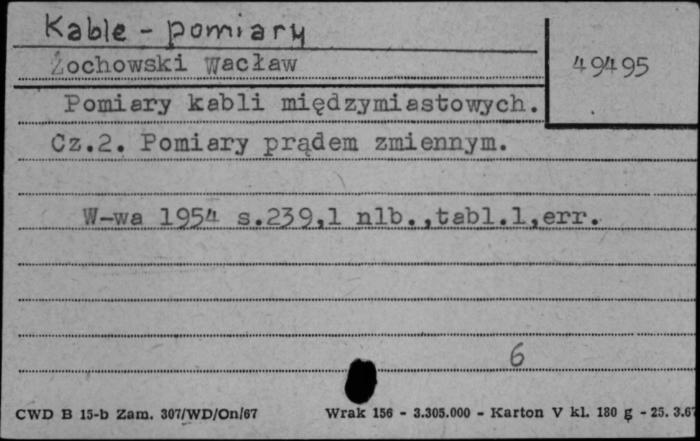 Kable - pomiary
Żochowski Wacław
49495
Pomiary kabli międzymiastowych.
Cz.2. Pomiary prądem zmiennym.
W-wa 1954 s.239,1 nlb.,tabl.1,err.
6
CWD B 15-b Zam. 307/WD/On/67 Wrak 156 - 3.305.000 - Karton V kl. 180 g - 25. 3.67